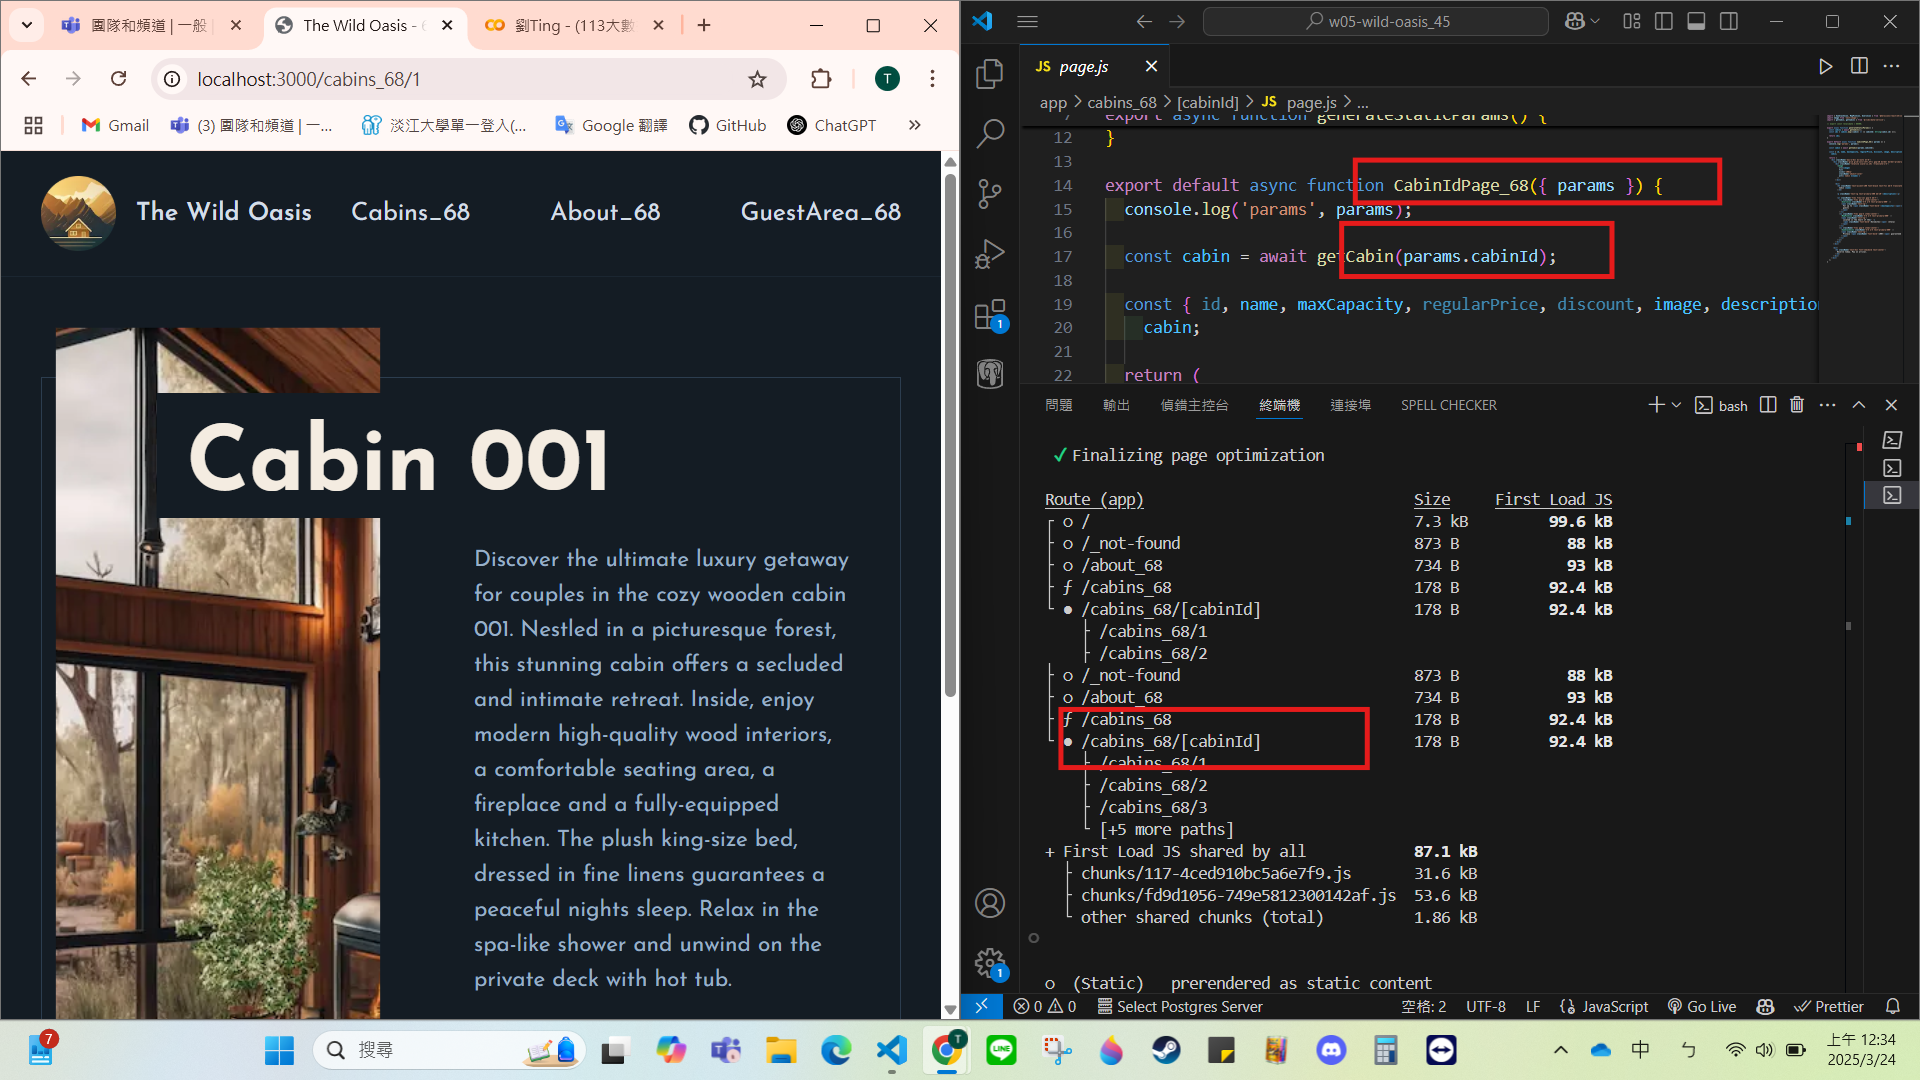 團隊和頻道 | 一般
The Wild Oasis -
劉Ting - (113大數
localhost:3000/cabins_68/1
T
Gmail
(3) 團隊和頻道 | 一...
淡江大學單一登入(...
Google 翻譯
GitHub
ChatGPT
The Wild Oasis
Cabins_68
About_68
GuestArea_68
Cabin 001
Discover the ultimate luxury getaway
for couples in the cozy wooden cabin
001. Nestled in a picturesque forest,
this stunning cabin offers a secluded
and intimate retreat. Inside, enjoy
modern high-quality wood interiors,
a comfortable seating area, a
fireplace and a fully-equipped
kitchen. The plush king-size bed,
dressed in fine linens guarantees a
peaceful nights sleep. Relax in the
spa-like shower and unwind on the
private deck with hot tub.
w05-wild-oasis_45
JS page.js
app > cabins_68 > [cabinId] > JS page.js > ...
export async function generateStaticParams() {
12 }
13
14 export default async function CabinIdPage_68({ params }) {
15 console.log('params', params);
16
17 const cabin = await getCabin(params.cabinId);
18
19 const { id, name, maxCapacity, regularPrice, discount, image, description
20 cabin;
21
22 return (
問題
輸出
偵錯主控台
終端機
連接埠
SPELL CHECKER
bash
✓ Finalizing page optimization
Route (app) Size First Load JS
┌ ○ / 7.3 kB 99.6 kB
├ ○ /_not-found 873 B 88 kB
├ ○ /about_68 734 B 93 kB
├ ƒ /cabins_68 178 B 92.4 kB
└ ● /cabins_68/[cabinId] 178 B 92.4 kB
├ /cabins_68/1
├ /cabins_68/2
├ ○ /_not-found 873 B 88 kB
├ ○ /about_68 734 B 93 kB
├ ƒ /cabins_68 178 B 92.4 kB
└ ● /cabins_68/[cabinId] 178 B 92.4 kB
├ /cabins_68/1
├ /cabins_68/2
├ /cabins_68/3
└ [+5 more paths]
+ First Load JS shared by all 87.1 kB
├ chunks/117-4ced910bc5a6e7f9.js 31.6 kB
├ chunks/fd9d1056-749e5812300142af.js 53.6 kB
└ other shared chunks (total) 1.86 kB
○ (Static) prerendered as static content
1
1
0 0
Select Postgres Server
空格: 2
UTF-8
LF
{} JavaScript
Go Live
Prettier
7
搜尋
T
中
上午 12:34
2025/3/24